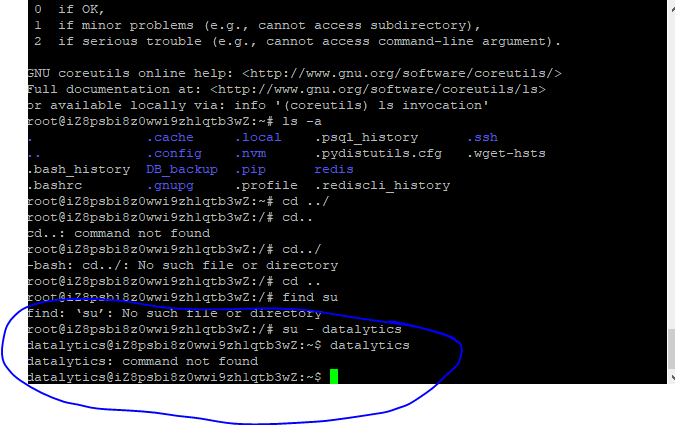 0  if OK,
1  if minor problems (e.g., cannot access subdirectory),
2  if serious trouble (e.g., cannot access command-line argument).
GNU coreutils online help: <http://www.gnu.org/software/coreutils/>
Full documentation at: <http://www.gnu.org/software/coreutils/ls>
or available locally via: info '(coreutils) ls invocation'
root@iZ8psbi8z0wwi9zh1qtb3wZ:~# ls -a
.              .cache     .local  .psql_history      .ssh
..             .config    .nvm    .pydistutils.cfg  .wget-hsts
.bash_history  DB_backup  .pip    redis
.bashrc        .gnupg     .profile  .rediscli_history
root@iZ8psbi8z0wwi9zh1qtb3wZ:~# cd ../
root@iZ8psbi8z0wwi9zh1qtb3wZ:/# cd..
cd..: command not found
root@iZ8psbi8z0wwi9zh1qtb3wZ:/# cd../
-bash: cd../: No such file or directory
root@iZ8psbi8z0wwi9zh1qtb3wZ:/# cd ..
root@iZ8psbi8z0wwi9zh1qtb3wZ:/# find su
find: ‘su’: No such file or directory
root@iZ8psbi8z0wwi9zh1qtb3wZ:/# su - datalytics
datalytics@iZ8psbi8z0wwi9zh1qtb3wZ:~$ datalytics
datalytics: command not found
datalytics@iZ8psbi8z0wwi9zh1qtb3wZ:~$